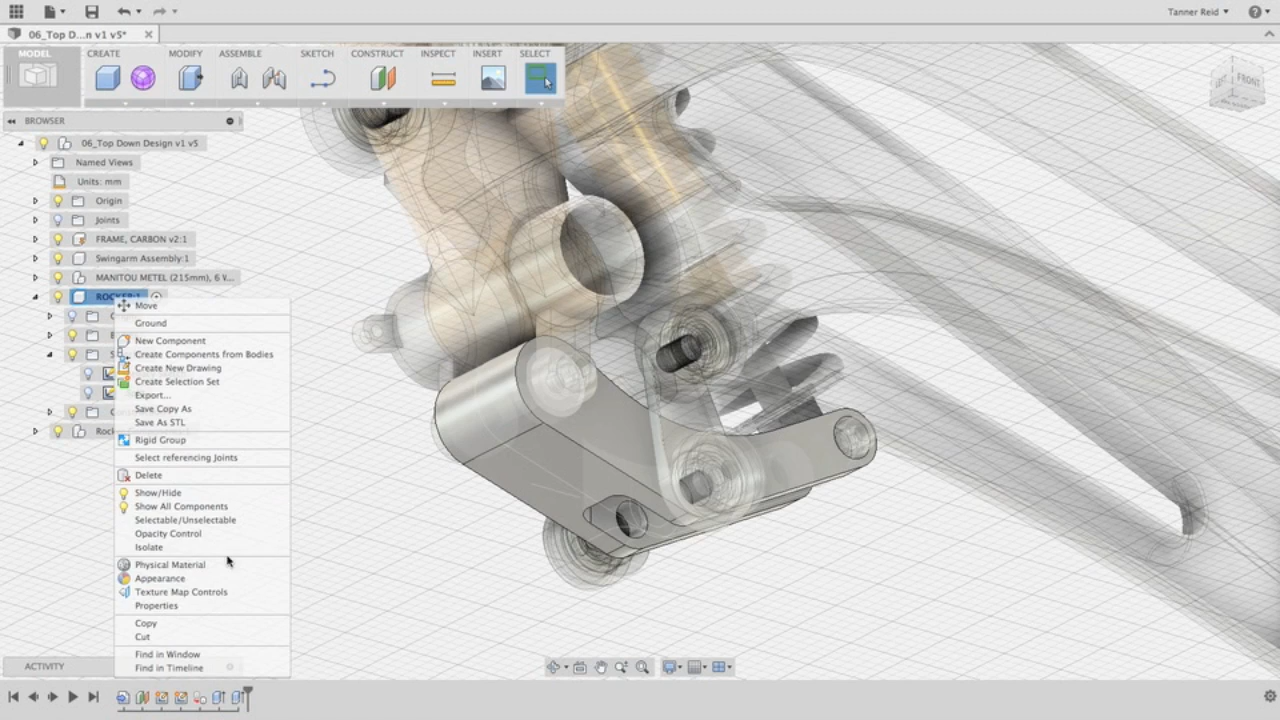 Tanner Reid
06_Top D...n v1 v5*
MODEL
CREATE
MODIFY
ASSEMBLE
SKETCH
CONSTRUCT
INSPECT
INSERT
SELECT
LEFT
FRONT
BROWSER
06_Top Down Design v1 v5
Named Views
Units: mm
Origin
Joints
FRAME, CARBON v2:1
Swingarm Assembly:1
MANITOU METEL (215mm), 6 V...
ROCKER:1
Rock
Move
Ground
New Component
Create Components from Bodies
Create New Drawing
Create Selection Set
Export...
Save Copy As
Save As STL
Rigid Group
Select referencing Joints
Delete
Show/Hide
Show All Components
Selectable/Unselectable
Opacity Control
Isolate
Physical Material
Appearance
Texture Map Controls
Properties
Copy
Cut
Find in Window
Find in Timeline
ACTIVITY